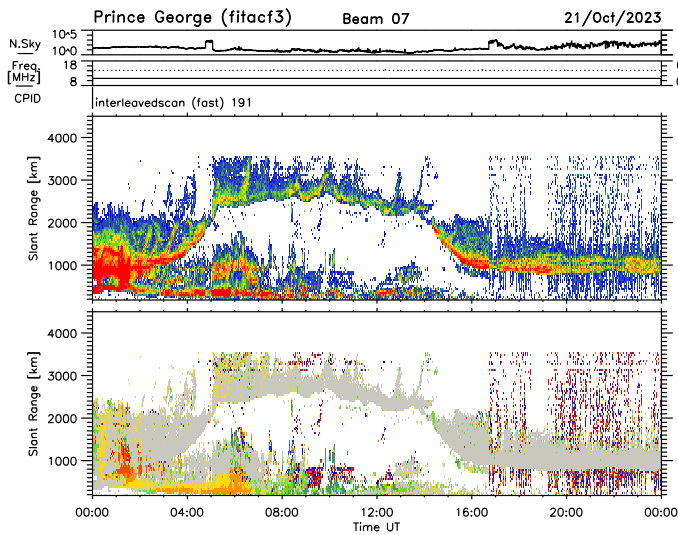 Prince George (fitacf3) Beam 07 21/Oct/2023
N.Sky 10^5
10^0
Freq. 18
[MHz] 8
CPID
interleavedscan (fast) 191
Slant Range [km]
4000
3000
2000
1000
Slant Range [km]
4000
3000
2000
1000
00:00 04:00 08:00 12:00 16:00 20:00 00:00
Time UT